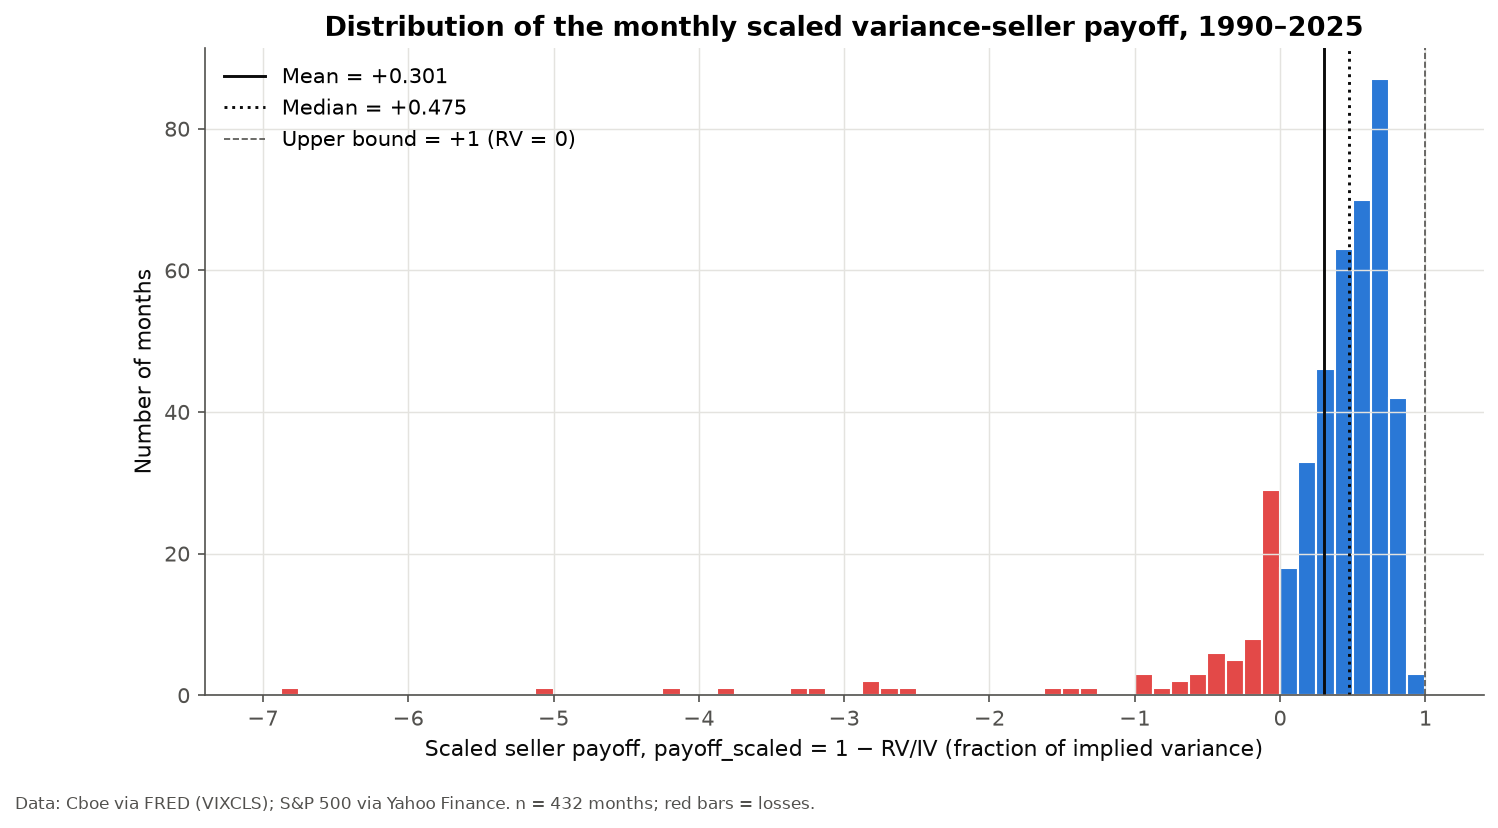 Distribution of the monthly scaled variance-seller payoff, 1990–2025
Mean = +0.301
Median = +0.475
Upper bound = +1 (RV = 0)
Number of months
80
60
40
20
0
−7 −6 −5 −4 −3 −2 −1 0 1
Scaled seller payoff, payoff_scaled = 1 − RV/IV (fraction of implied variance)
Data: Cboe via FRED (VIXCLS); S&P 500 via Yahoo Finance. n = 432 months; red bars = losses.